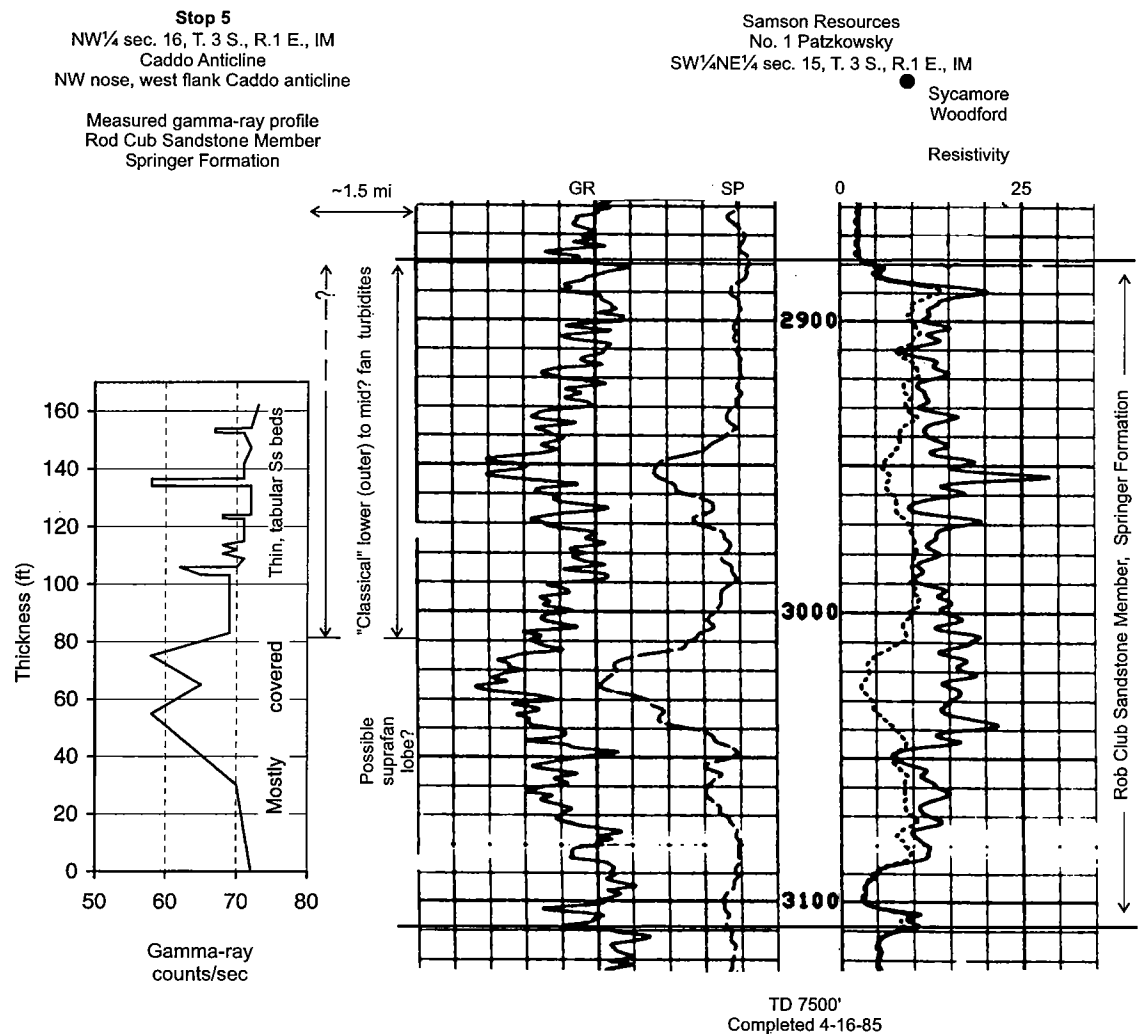 Stop 5
NW¼ sec. 16, T. 3 S., R.1 E., IM
Caddo Anticline
NW nose, west flank Caddo anticline
Measured gamma-ray profile
Rod Cub Sandstone Member
Springer Formation
Samson Resources
No. 1 Patzkowsky
SW¼NE¼ sec. 15, T. 3 S., R.1 E., IM
Sycamore
Woodford
Resistivity
~1.5 mi
GR
SP
0
25
?
"Classical" lower (outer) to mid? fan turbidites
Possible
suprafan
lobe?
2900
3000
3100
Rob Club Sandstone Member, Springer Formation
Thickness (ft)
160
140
120
100
80
60
40
20
0
Thin, tabular Ss beds
Mostly covered
50
60
70
80
Gamma-ray
counts/sec
TD 7500'
Completed 4-16-85